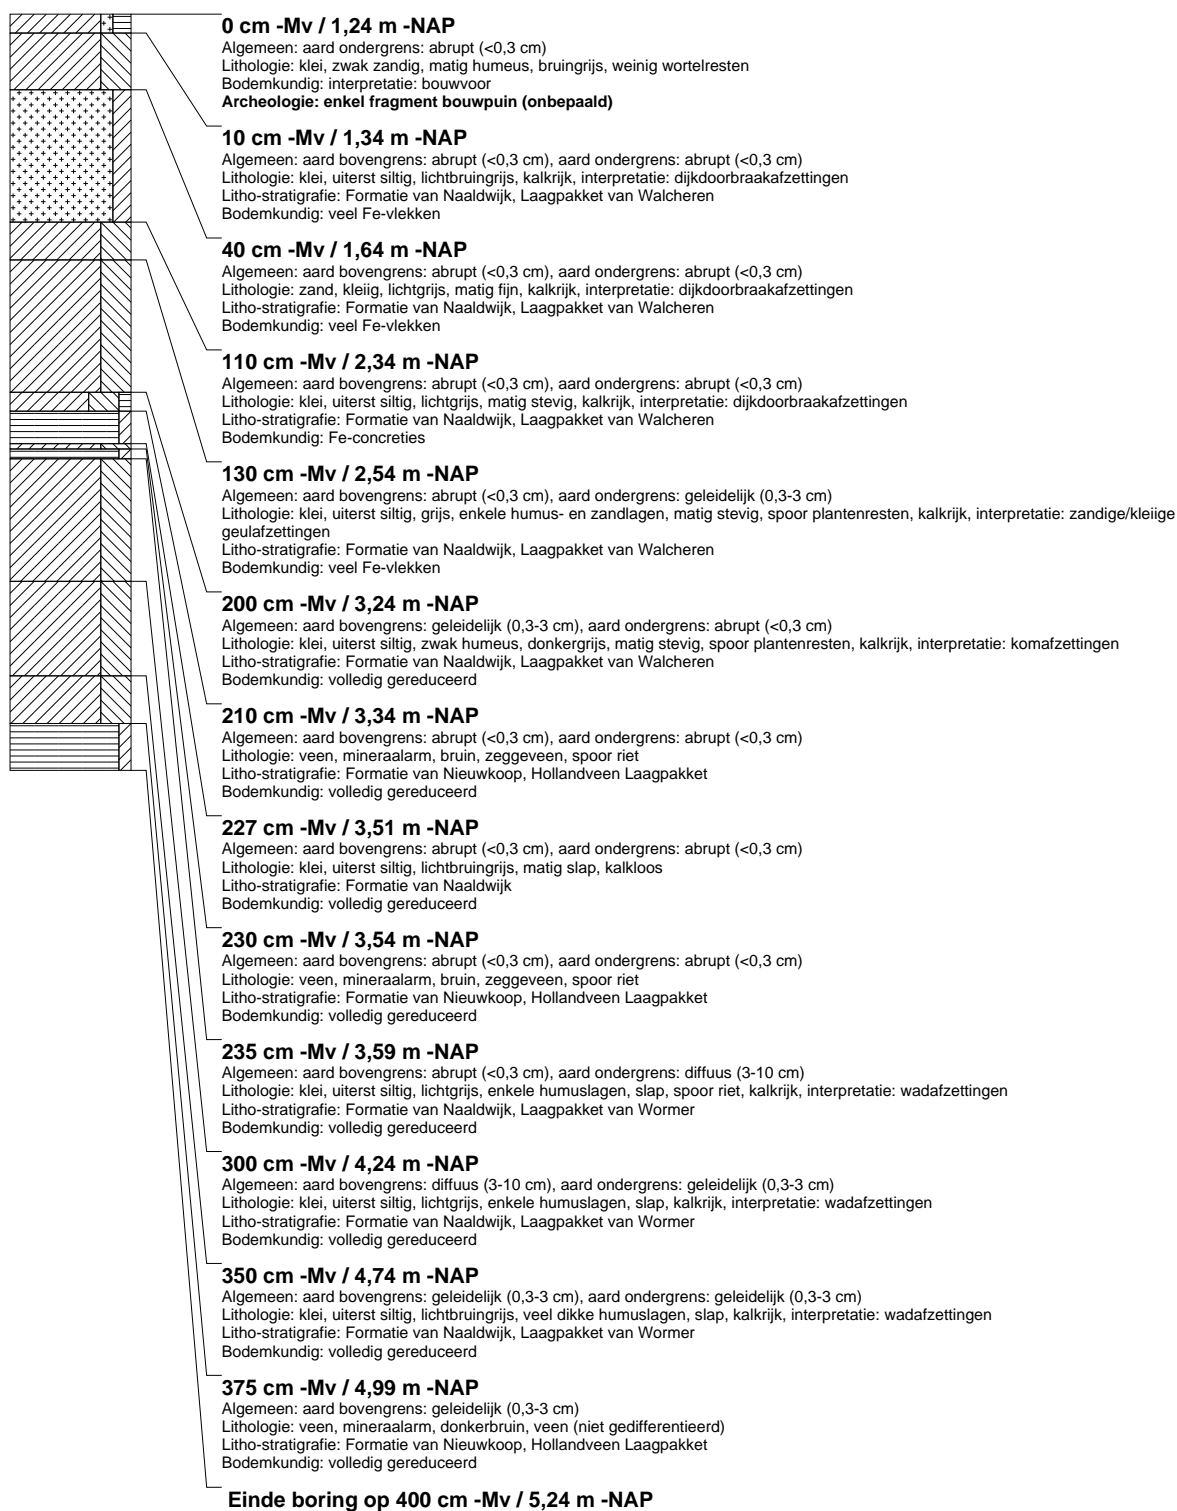 0 cm -Mv / 1,24 m -NAP
Algemeen: aard ondergrens: abrupt (<0,3 cm)
Lithologie: klei, zwak zandig, matig humeus, bruingrijs, weinig wortelresten
Bodemkundig: interpretatie: bouwvoor
Archeologie: enkel fragment bouwpuin (onbepaald)
10 cm -Mv / 1,34 m -NAP
Algemeen: aard bovengrens: abrupt (<0,3 cm), aard ondergrens: abrupt (<0,3 cm)
Lithologie: klei, uiterst siltig, lichtbruingrijs, kalkrijk, interpretatie: dijkdoorbraakafzettingen
Litho-stratigrafie: Formatie van Naaldwijk, Laagpakket van Walcheren
Bodemkundig: veel Fe-vlekken
40 cm -Mv / 1,64 m -NAP
Algemeen: aard bovengrens: abrupt (<0,3 cm), aard ondergrens: abrupt (<0,3 cm)
Lithologie: zand, kleiig, lichtgrijs, matig fijn, kalkrijk, interpretatie: dijkdoorbraakafzettingen
Litho-stratigrafie: Formatie van Naaldwijk, Laagpakket van Walcheren
Bodemkundig: veel Fe-vlekken
110 cm -Mv / 2,34 m -NAP
Algemeen: aard bovengrens: abrupt (<0,3 cm), aard ondergrens: abrupt (<0,3 cm)
Lithologie: klei, uiterst siltig, lichtgrijs, matig stevig, kalkrijk, interpretatie: dijkdoorbraakafzettingen
Litho-stratigrafie: Formatie van Naaldwijk, Laagpakket van Walcheren
Bodemkundig: Fe-concreties
130 cm -Mv / 2,54 m -NAP
Algemeen: aard bovengrens: abrupt (<0,3 cm), aard ondergrens: geleidelijk (0,3-3 cm)
Lithologie: klei, uiterst siltig, grijs, enkele humus- en zandlagen, matig stevig, spoor plantenresten, kalkrijk, interpretatie: zandige/kleiige
geulafzettingen
Litho-stratigrafie: Formatie van Naaldwijk, Laagpakket van Walcheren
Bodemkundig: veel Fe-vlekken
200 cm -Mv / 3,24 m -NAP
Algemeen: aard bovengrens: geleidelijk (0,3-3 cm), aard ondergrens: abrupt (<0,3 cm)
Lithologie: klei, uiterst siltig, zwak humeus, donkergrijs, matig stevig, spoor plantenresten, kalkrijk, interpretatie: komafzettingen
Litho-stratigrafie: Formatie van Naaldwijk, Laagpakket van Walcheren
Bodemkundig: volledig gereduceerd
210 cm -Mv / 3,34 m -NAP
Algemeen: aard bovengrens: abrupt (<0,3 cm), aard ondergrens: abrupt (<0,3 cm)
Lithologie: veen, mineraalarm, bruin, zeggeveen, spoor riet
Litho-stratigrafie: Formatie van Nieuwkoop, Hollandveen Laagpakket
Bodemkundig: volledig gereduceerd
227 cm -Mv / 3,51 m -NAP
Algemeen: aard bovengrens: abrupt (<0,3 cm), aard ondergrens: abrupt (<0,3 cm)
Lithologie: klei, uiterst siltig, lichtbruingrijs, matig slap, kalkloos
Litho-stratigrafie: Formatie van Naaldwijk
Bodemkundig: volledig gereduceerd
230 cm -Mv / 3,54 m -NAP
Algemeen: aard bovengrens: abrupt (<0,3 cm), aard ondergrens: abrupt (<0,3 cm)
Lithologie: veen, mineraalarm, bruin, zeggeveen, spoor riet
Litho-stratigrafie: Formatie van Nieuwkoop, Hollandveen Laagpakket
Bodemkundig: volledig gereduceerd
235 cm -Mv / 3,59 m -NAP
Algemeen: aard bovengrens: abrupt (<0,3 cm), aard ondergrens: diffuus (3-10 cm)
Lithologie: klei, uiterst siltig, lichtgrijs, enkele humuslagen, slap, spoor riet, kalkrijk, interpretatie: wadafzettingen
Litho-stratigrafie: Formatie van Naaldwijk, Laagpakket van Wormer
Bodemkundig: volledig gereduceerd
300 cm -Mv / 4,24 m -NAP
Algemeen: aard bovengrens: diffuus (3-10 cm), aard ondergrens: geleidelijk (0,3-3 cm)
Lithologie: klei, uiterst siltig, lichtgrijs, enkele humuslagen, slap, kalkrijk, interpretatie: wadafzettingen
Litho-stratigrafie: Formatie van Naaldwijk, Laagpakket van Wormer
Bodemkundig: volledig gereduceerd
350 cm -Mv / 4,74 m -NAP
Algemeen: aard bovengrens: geleidelijk (0,3-3 cm), aard ondergrens: geleidelijk (0,3-3 cm)
Lithologie: klei, uiterst siltig, lichtbruingrijs, veel dikke humuslagen, slap, kalkrijk, interpretatie: wadafzettingen
Litho-stratigrafie: Formatie van Naaldwijk, Laagpakket van Wormer
Bodemkundig: volledig gereduceerd
375 cm -Mv / 4,99 m -NAP
Algemeen: aard bovengrens: geleidelijk (0,3-3 cm)
Lithologie: veen, mineraalarm, donkerbruin, veen (niet gedifferentieerd)
Litho-stratigrafie: Formatie van Nieuwkoop, Hollandveen Laagpakket
Bodemkundig: volledig gereduceerd
Einde boring op 400 cm -Mv / 5,24 m -NAP